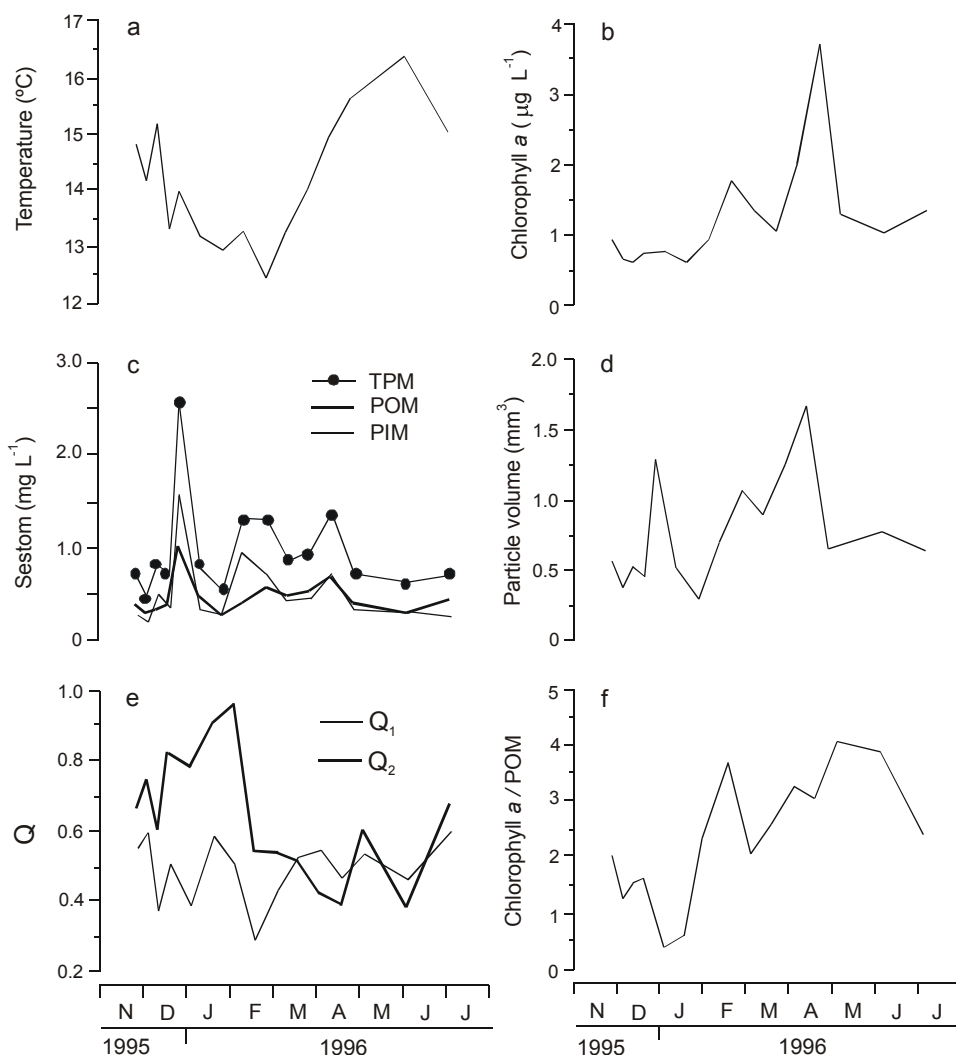 a
17
16
15
14
13
12
Temperature (ºC)
b
4
3
2
1
0
Chlorophyll a ( μg L⁻¹)
c
3.0
2.0
1.0
0
Sestom (mg L⁻¹)
TPM
POM
PIM
d
2.0
1.5
1.0
0.5
0
Particle volume (mm³)
e
1.0
0.8
0.6
0.4
0.2
Q
Q₁
Q₂
N D J F M A M J J
1995 1996
f
5
4
3
2
1
0
Chlorophyll a / POM
N D J F M A M J J
1995 1996